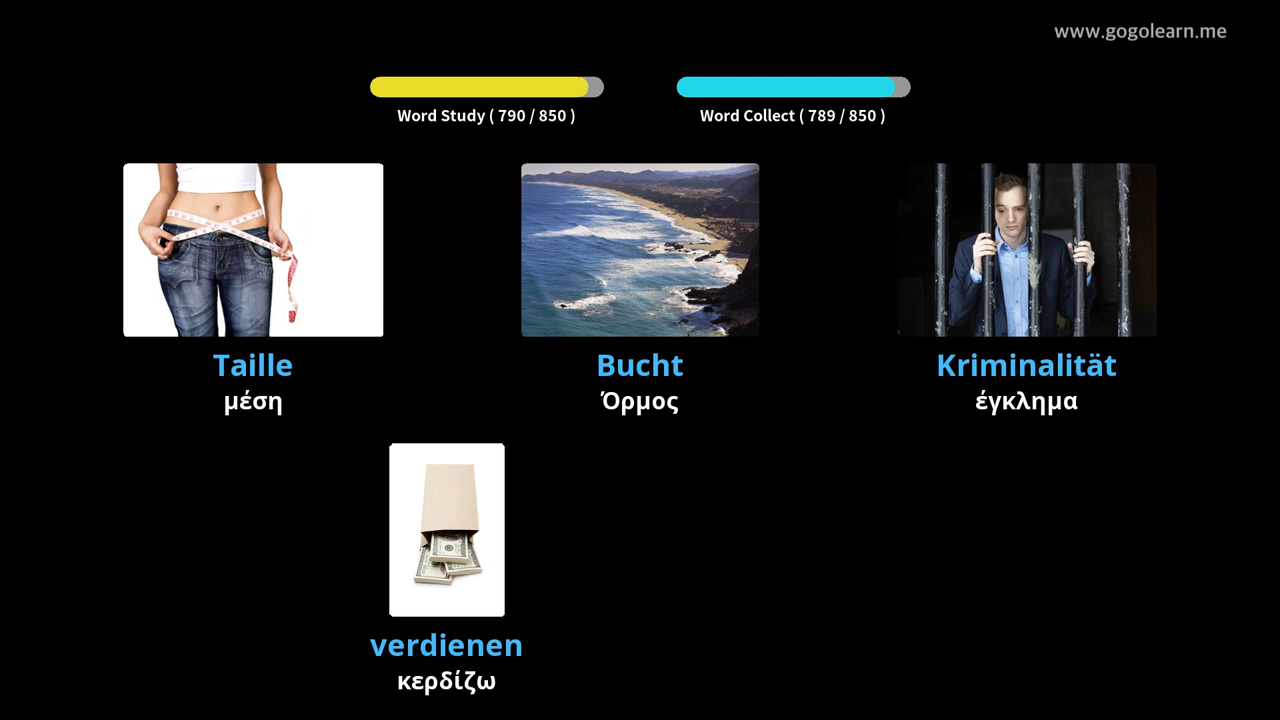 www.gogolearn.me
Word Study ( 790 / 850 )
Word Collect ( 789 / 850 )
Taille
μέση
Bucht
Όρμος
Kriminalität
έγκλημα
verdienen
κερδίζω